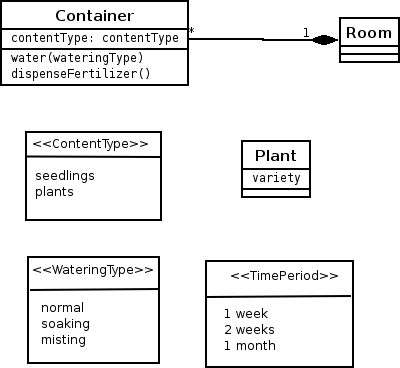 Container
contentType: contentType
water(wateringType)
dispenseFertilizer()
*
1
Room
<<ContentType>>
seedlings
plants
Plant
variety
<<WateringType>>
normal
soaking
misting
<<TimePeriod>>
1 week
2 weeks
1 month